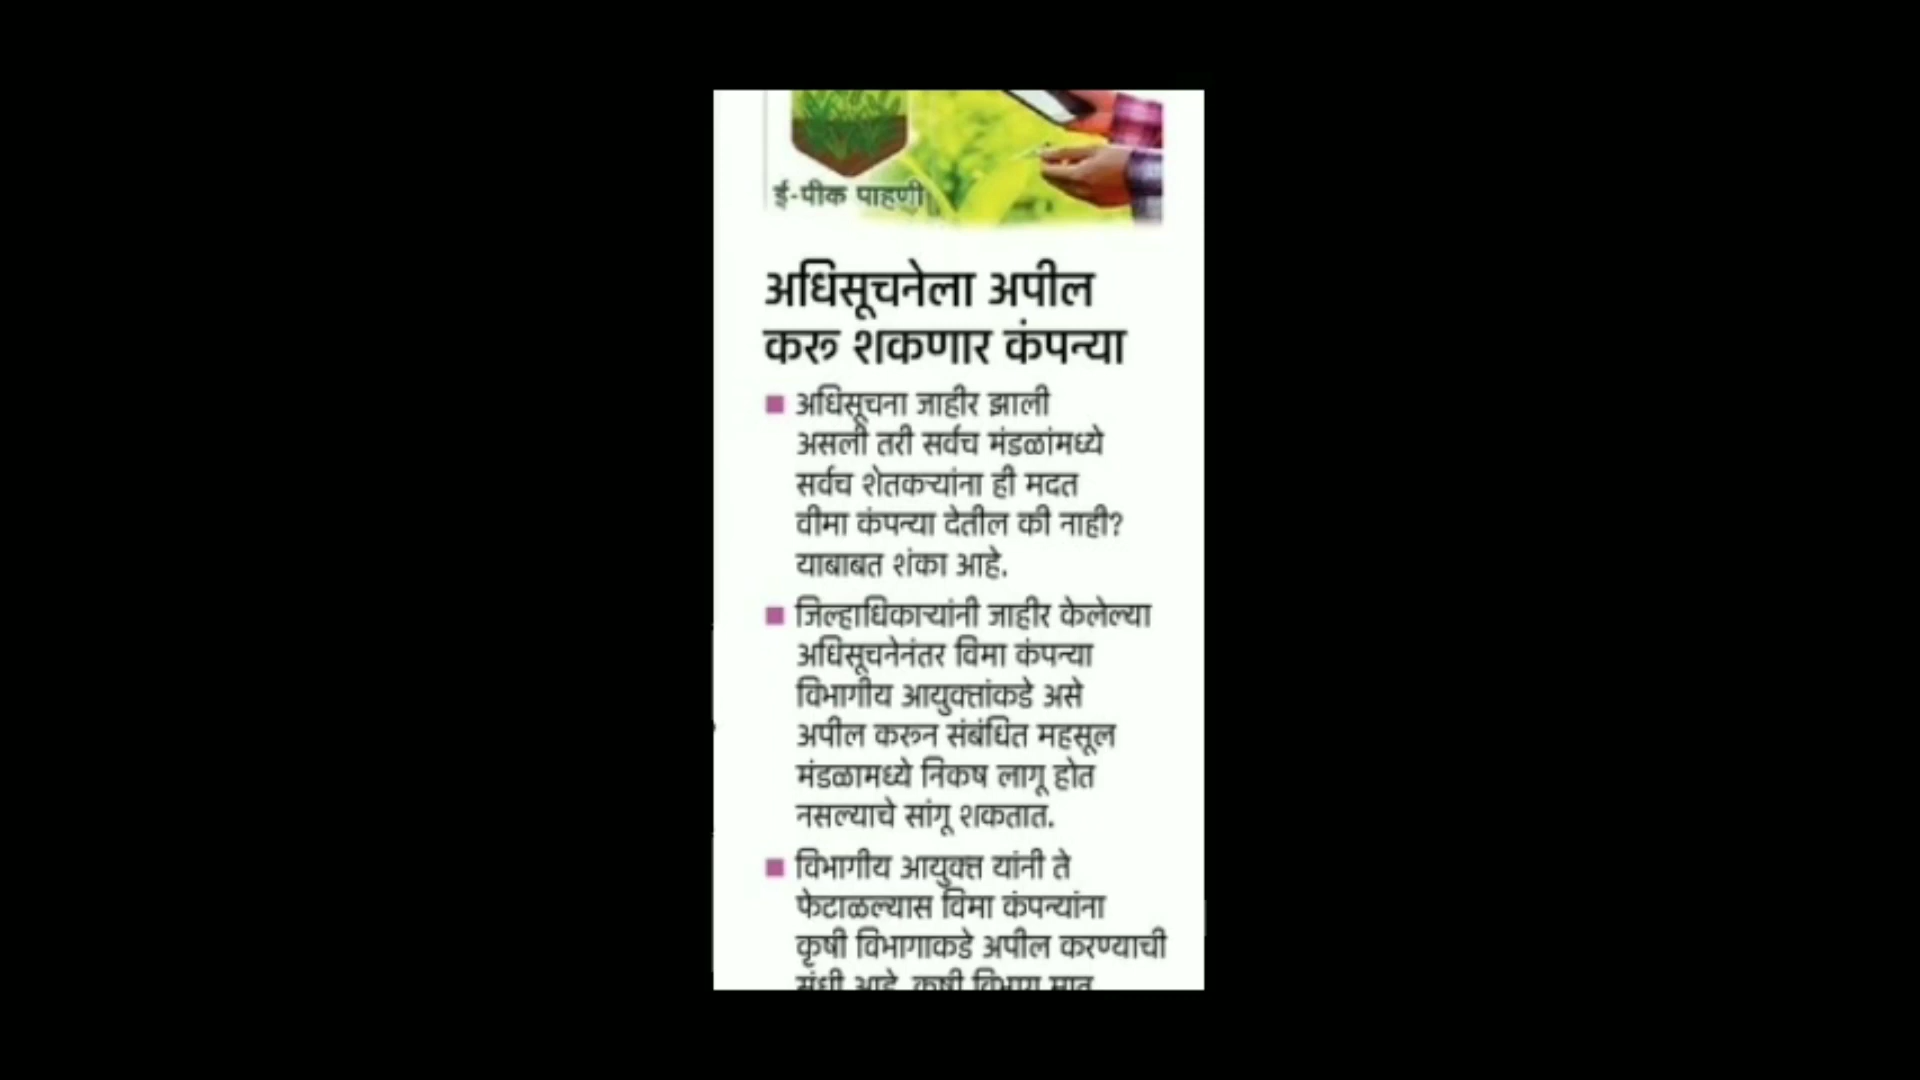 ई-पीक पाहणी
अधिसूचनेला अपील
करू शकणार कंपन्या
अधिसूचना जाहीर झाली
असली तरी सर्वच मंडळांमध्ये
सर्वच शेतकऱ्यांना ही मदत
वीमा कंपन्या देतील की नाही?
याबाबत शंका आहे.
जिल्हाधिकाऱ्यांनी जाहीर केलेल्या
अधिसूचनेनंतर विमा कंपन्या
विभागीय आयुक्तांकडे असे
अपील करून संबंधित महसूल
मंडळामध्ये निकष लागू होत
नसल्याचे सांगू शकतात.
विभागीय आयुक्त यांनी ते
फेटाळल्यास विमा कंपन्यांना
कृषी विभागाकडे अपील करण्याची
संधी आहे. कृषी विभाग मात्र